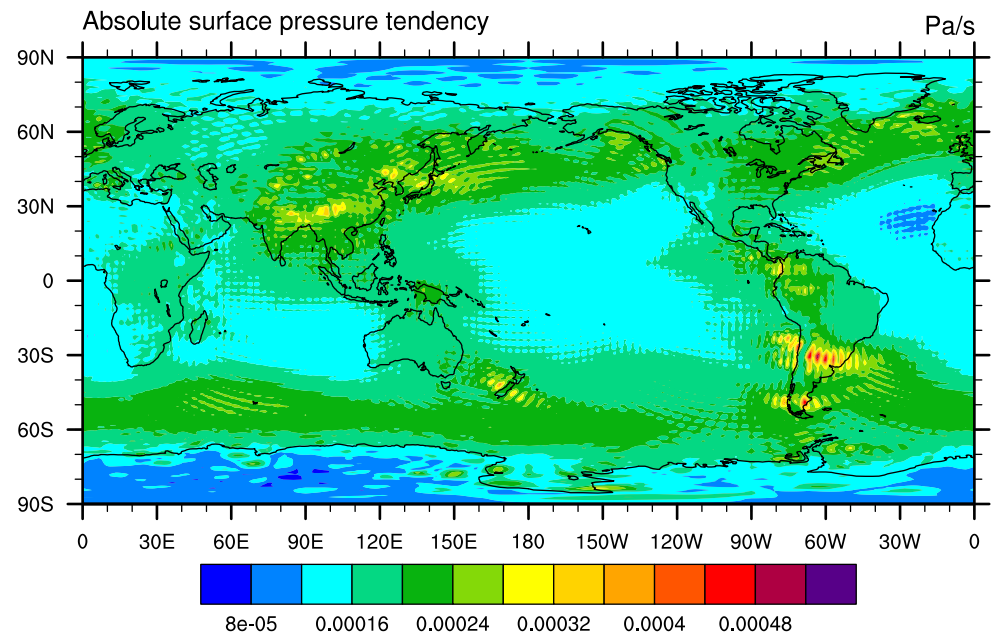 Absolute surface pressure tendency Pa/s
90N
60N
30N
0
30S
60S
90S
0 30E 60E 90E 120E 150E 180 150W 120W 90W 60W 30W 0
8e-05 0.00016 0.00024 0.00032 0.0004 0.00048